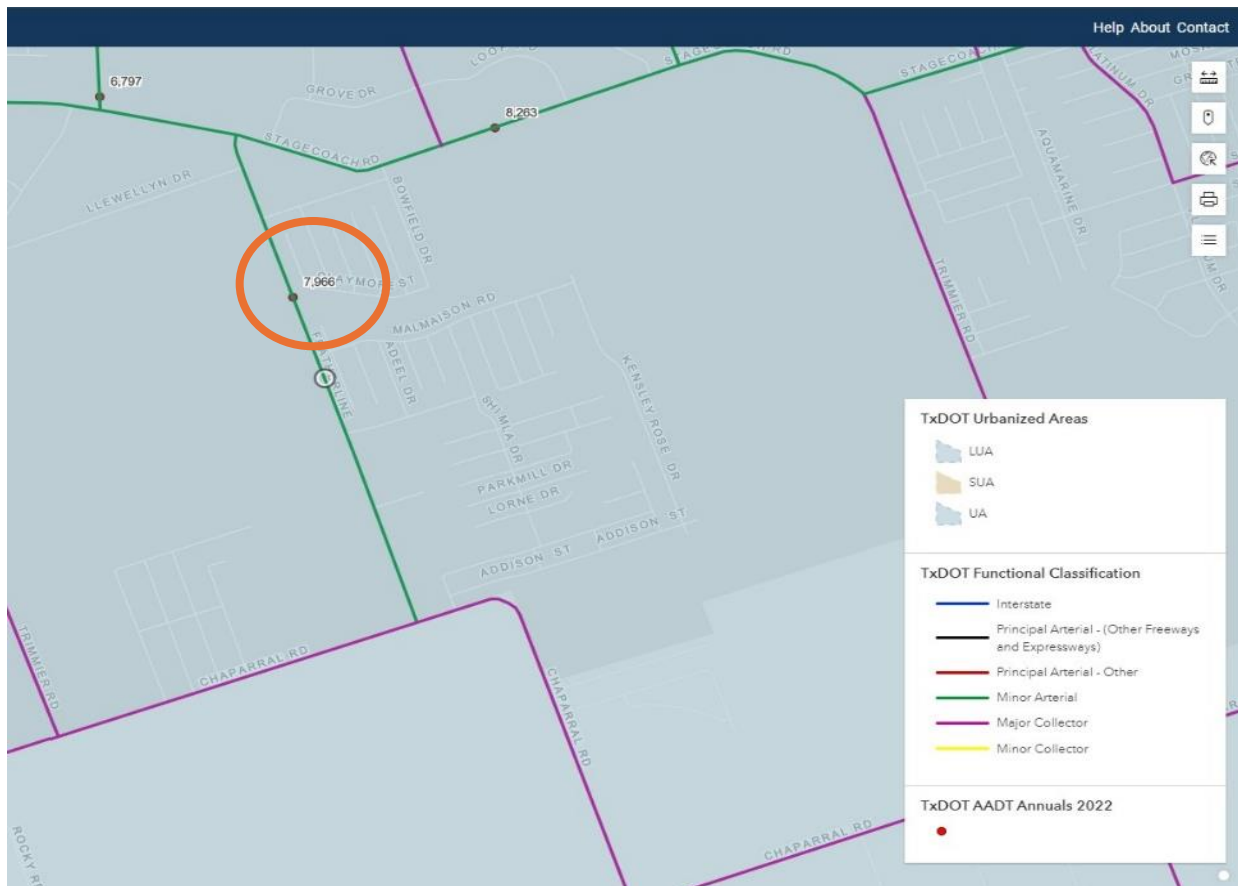 Help About Contact
6,797
GROVE DR
STAGECOACH RD
8,263
STAGECOACH RD
LLEWELLYN DR
BOWFIELD DR
AQUAMARINE DR
7,966
MALMAISON RD
ADEEL DR
TRIMMIER RD
SHIMLA DR
KENSLEY ROSE DR
PARKMILL DR
LORNE DR
ADDISON ST
ADDISON ST
CHAPARRAL RD
TRIMMIER RD
CHAPARRAL RD
CHAPARRAL RD
TxDOT Urbanized Areas
LUA
SUA
UA
TxDOT Functional Classification
Interstate
Principal Arterial - (Other Freeways
and Expressways)
Principal Arterial - Other
Minor Arterial
Major Collector
Minor Collector
TxDOT AADT Annuals 2022